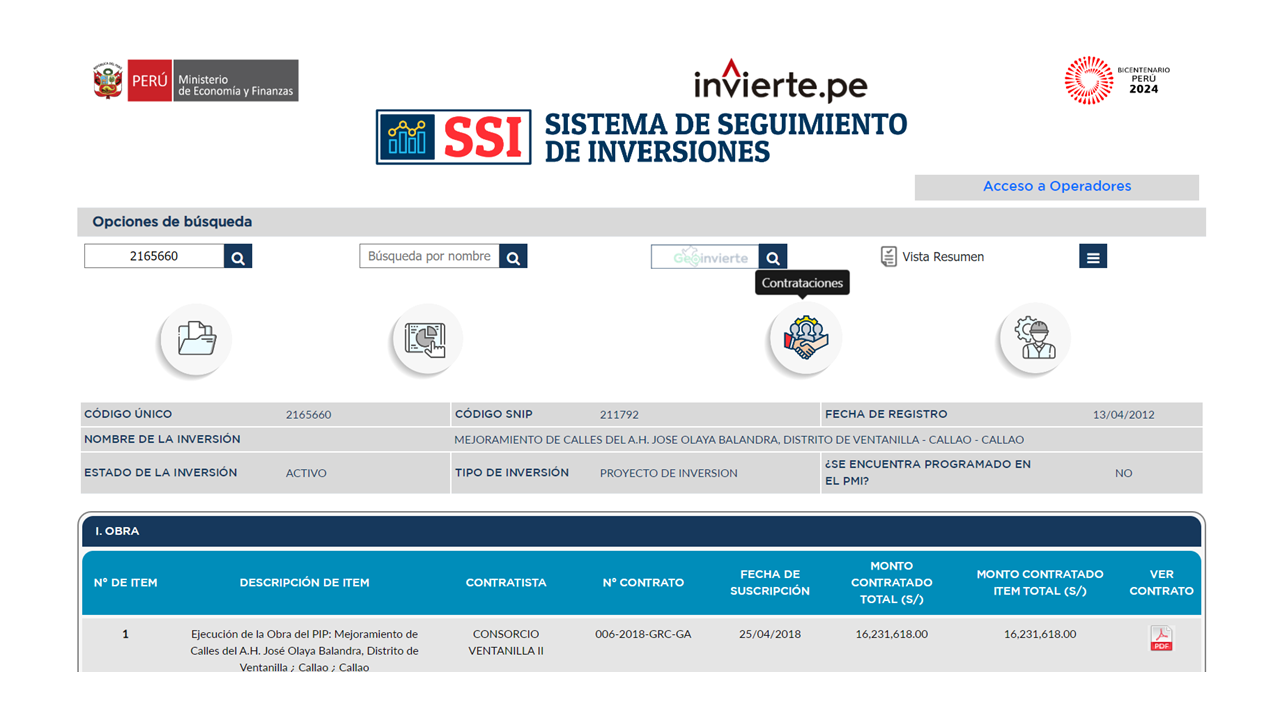 REPÚBLICA DEL PERÚ
PERÚ
Ministerio
de Economía y Finanzas
invierte.pe
BICENTENARIO
PERÚ
2024
SSI
SISTEMA DE SEGUIMIENTO
DE INVERSIONES
Acceso a Operadores
Opciones de búsqueda
2165660
Búsqueda por nombre
Geoinvierte
Vista Resumen
Contrataciones
CÓDIGO ÚNICO 2165660 CÓDIGO SNIP 211792 FECHA DE REGISTRO 13/04/2012
NOMBRE DE LA INVERSIÓN MEJORAMIENTO DE CALLES DEL A.H. JOSE OLAYA BALANDRA, DISTRITO DE VENTANILLA - CALLAO - CALLAO
ESTADO DE LA INVERSIÓN ACTIVO TIPO DE INVERSIÓN PROYECTO DE INVERSION
¿SE ENCUENTRA PROGRAMADO EN
EL PMI?
NO
I. OBRA
N° DE ITEM
DESCRIPCIÓN DE ITEM
CONTRATISTA
N° CONTRATO
FECHA DE
SUSCRIPCIÓN
MONTO
CONTRATADO
TOTAL (S/)
MONTO CONTRATADO
ITEM TOTAL (S/)
VER
CONTRATO
1
Ejecución de la Obra del PIP: Mejoramiento de
Calles del A.H. José Olaya Balandra, Distrito de
Ventanilla ¿ Callao ¿ Callao
CONSORCIO
VENTANILLA II
006-2018-GRC-GA
25/04/2018
16,231,618.00
16,231,618.00
PDF